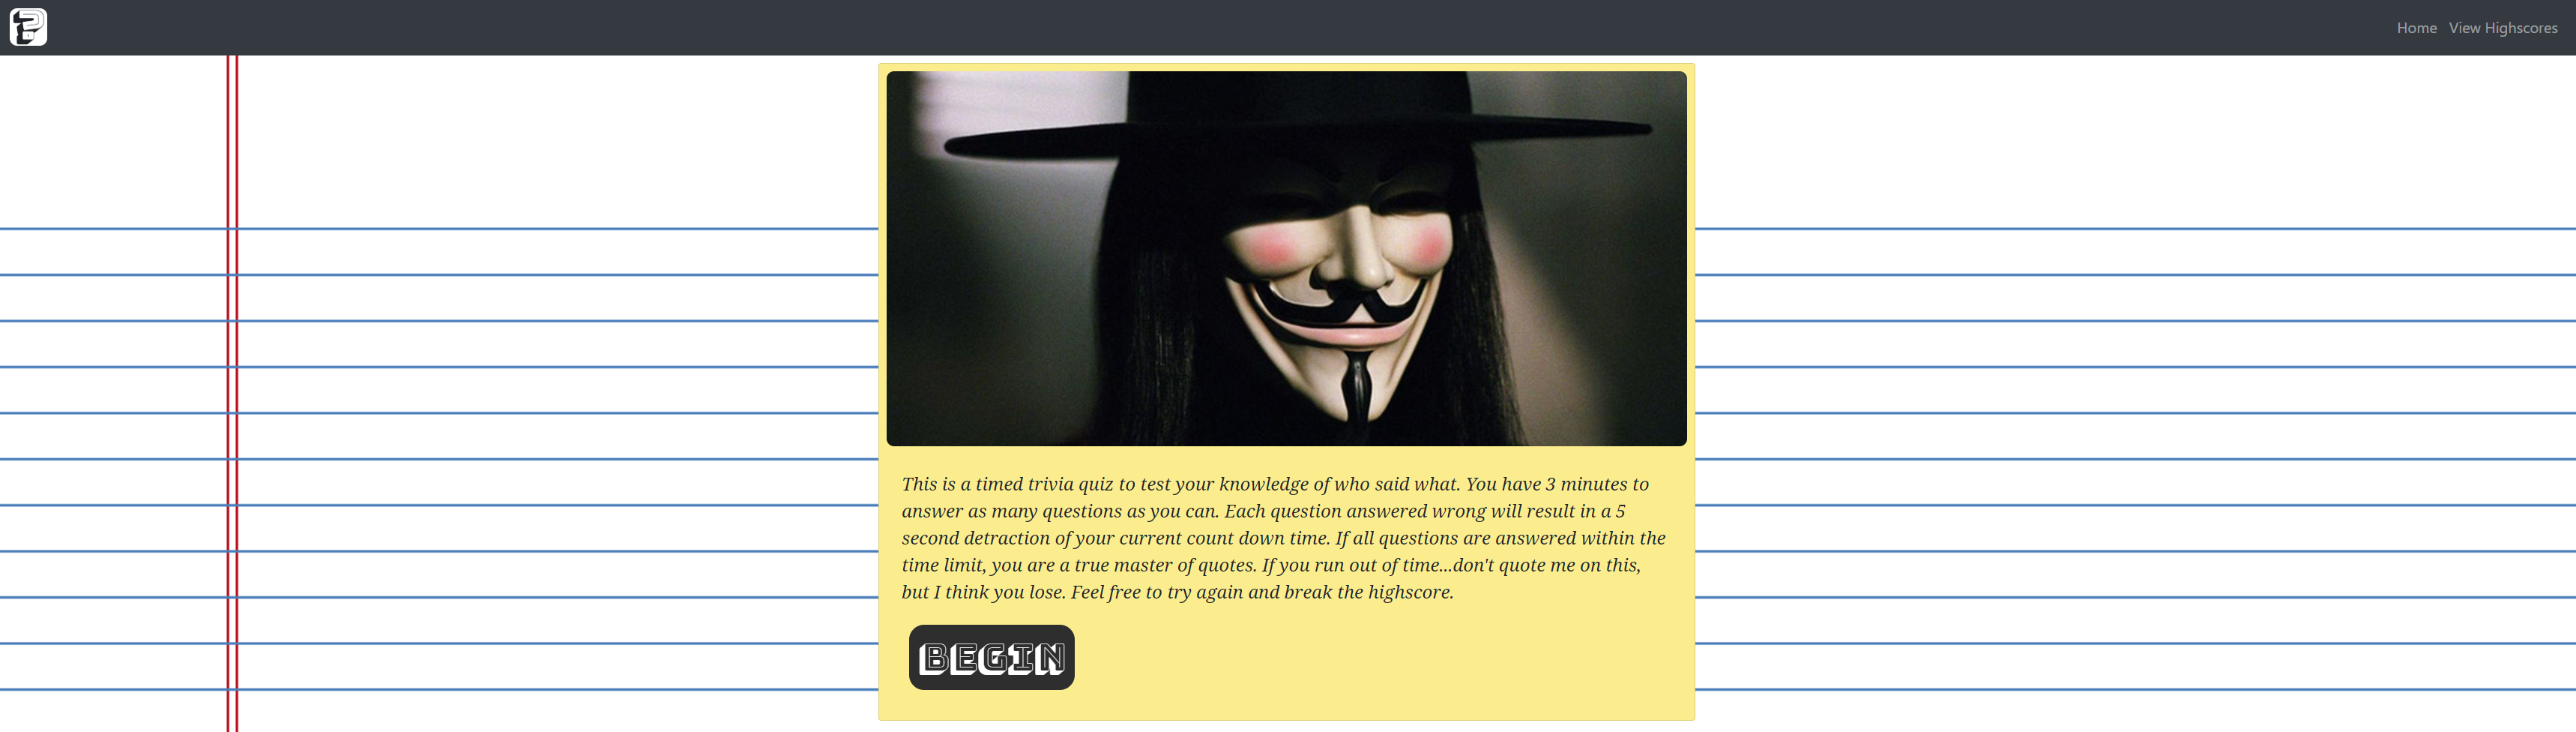 ?
Home View Highscores
This is a timed trivia quiz to test your knowledge of who said what. You have 3 minutes to
answer as many questions as you can. Each question answered wrong will result in a 5
second detraction of your current count down time. If all questions are answered within the
time limit, you are a true master of quotes. If you run out of time...don't quote me on this,
but I think you lose. Feel free to try again and break the highscore.
BEGIN